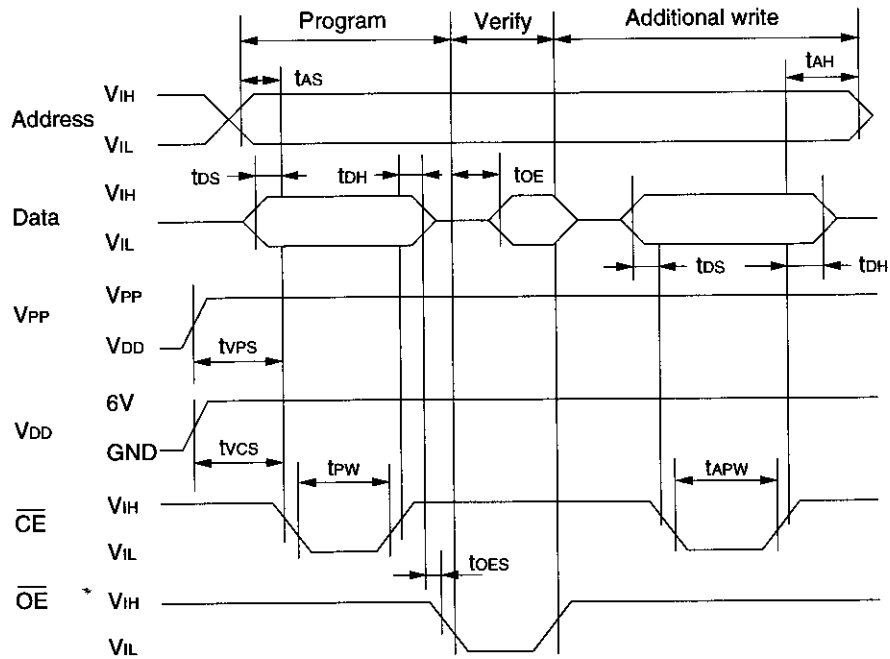 Program Verify Additional write
tAS tAH
VIH
Address
VIL
tDS tDH tOE
VIH
Data
VIL
tDS tDH
VPP
VPP
VDD
tVPS
6V
VDD
GND
tVCS tPW tAPW
VIH
CE
VIL
tOES
OE VIH
VIL